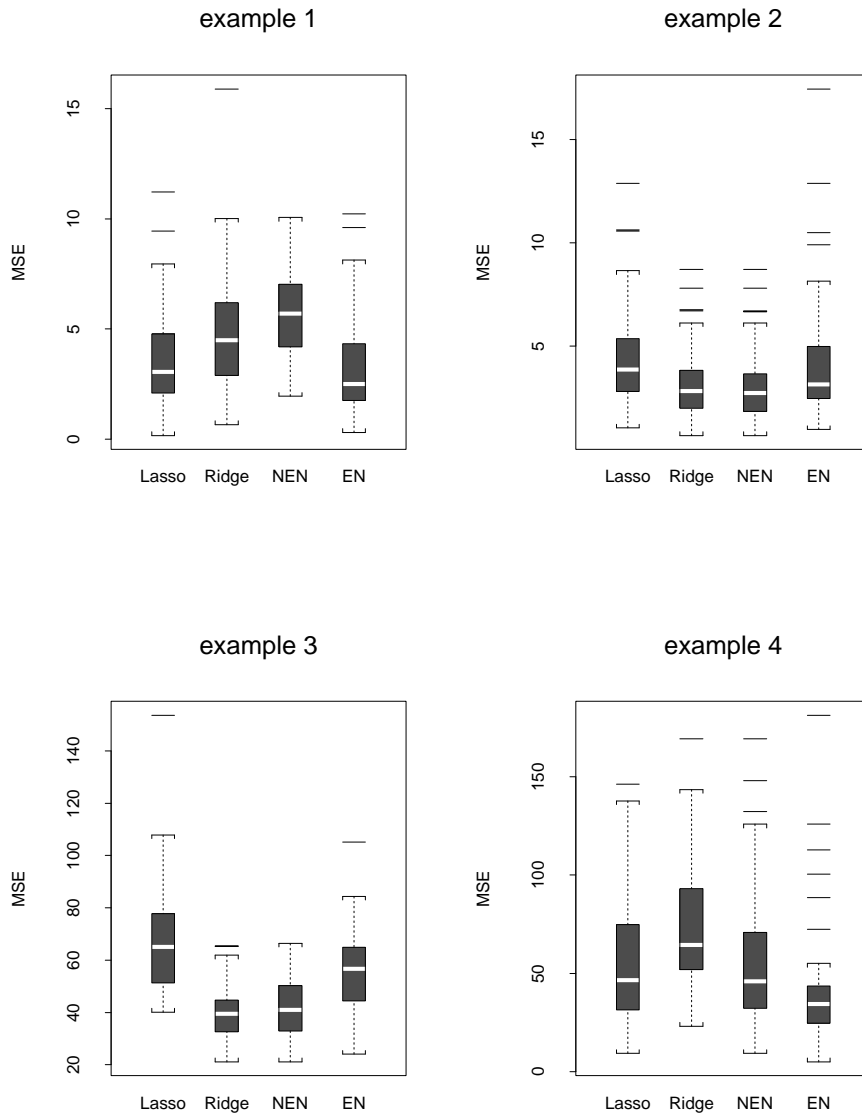 example 1
MSE
15
10
5
0
Lasso Ridge NEN EN
example 2
MSE
15
10
5
Lasso Ridge NEN EN
example 3
MSE
140
120
100
80
60
40
20
Lasso Ridge NEN EN
example 4
MSE
150
100
50
0
Lasso Ridge NEN EN